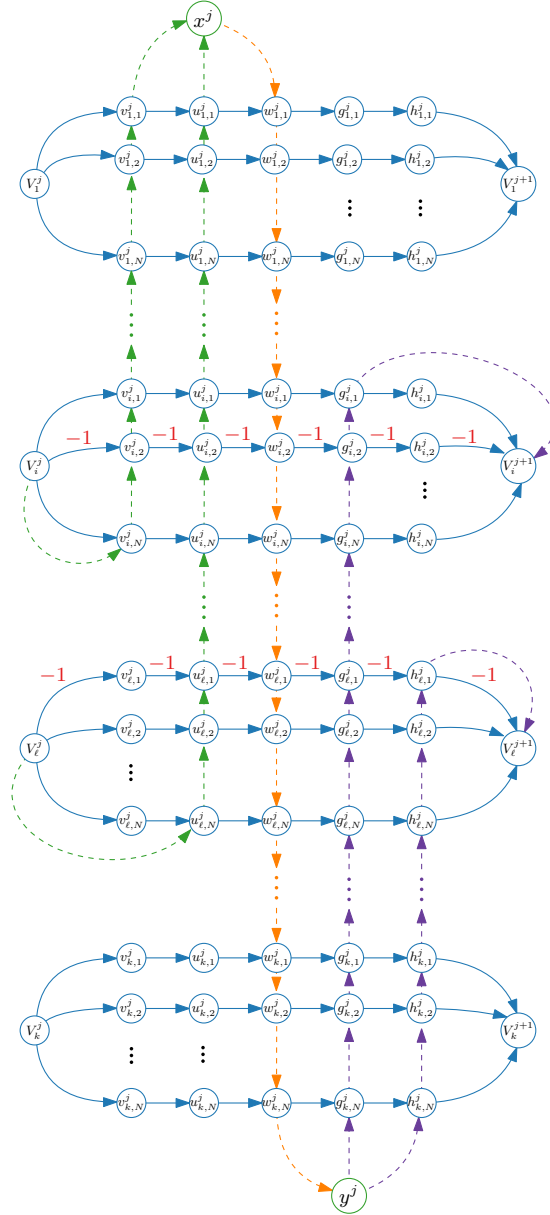 x^j
v^j_{1,1} u^j_{1,1} w^j_{1,1} g^j_{1,1} h^j_{1,1}
v^j_{1,2} u^j_{1,2} w^j_{1,2} g^j_{1,2} h^j_{1,2}
V^j_1 V^{j+1}_1
⋮ ⋮
v^j_{1,N} u^j_{1,N} w^j_{1,N} g^j_{1,N} h^j_{1,N}
⋮ ⋮ ⋮
v^j_{i,1} u^j_{i,1} w^j_{i,1} g^j_{i,1} h^j_{i,1}
−1 −1 −1 −1 −1 −1
v^j_{i,2} u^j_{i,2} w^j_{i,2} g^j_{i,2} h^j_{i,2}
V^j_i V^{j+1}_i
⋮
v^j_{i,N} u^j_{i,N} w^j_{i,N} g^j_{i,N} h^j_{i,N}
⋮ ⋮ ⋮
−1 −1 −1 −1 −1 −1
v^j_{ℓ,1} u^j_{ℓ,1} w^j_{ℓ,1} g^j_{ℓ,1} h^j_{ℓ,1}
v^j_{ℓ,2} u^j_{ℓ,2} w^j_{ℓ,2} g^j_{ℓ,2} h^j_{ℓ,2}
V^j_ℓ V^{j+1}_ℓ
⋮
v^j_{ℓ,N} u^j_{ℓ,N} w^j_{ℓ,N} g^j_{ℓ,N} h^j_{ℓ,N}
⋮ ⋮ ⋮
v^j_{k,1} u^j_{k,1} w^j_{k,1} g^j_{k,1} h^j_{k,1}
v^j_{k,2} u^j_{k,2} w^j_{k,2} g^j_{k,2} h^j_{k,2}
V^j_k V^{j+1}_k
⋮ ⋮
v^j_{k,N} u^j_{k,N} w^j_{k,N} g^j_{k,N} h^j_{k,N}
y^j